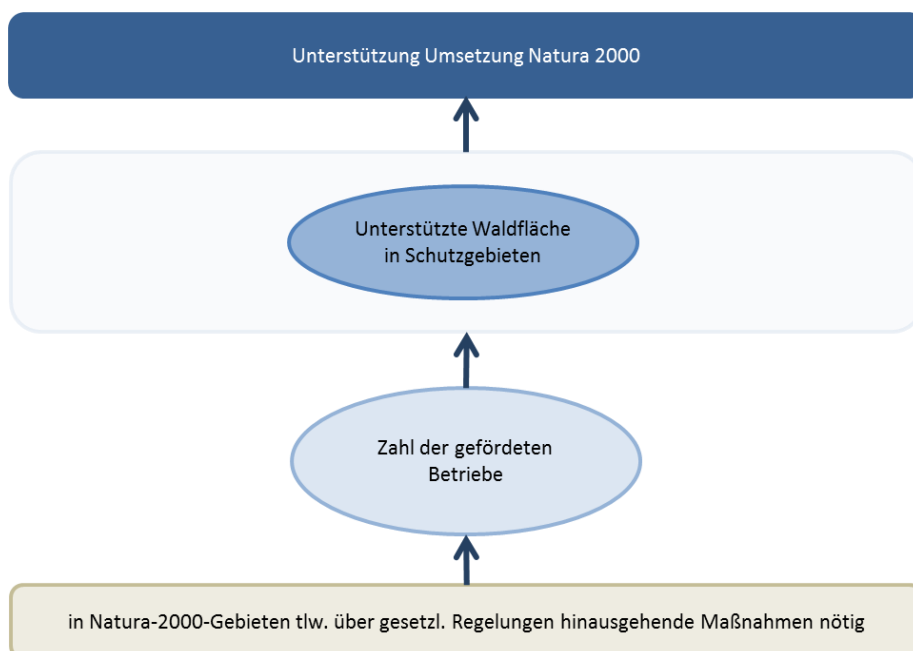 Unterstützung Umsetzung Natura 2000
Unterstützte Waldfläche
in Schutzgebieten
Zahl der gefördeten
Betriebe
in Natura-2000-Gebieten tlw. über gesetzl. Regelungen hinausgehende Maßnahmen nötig